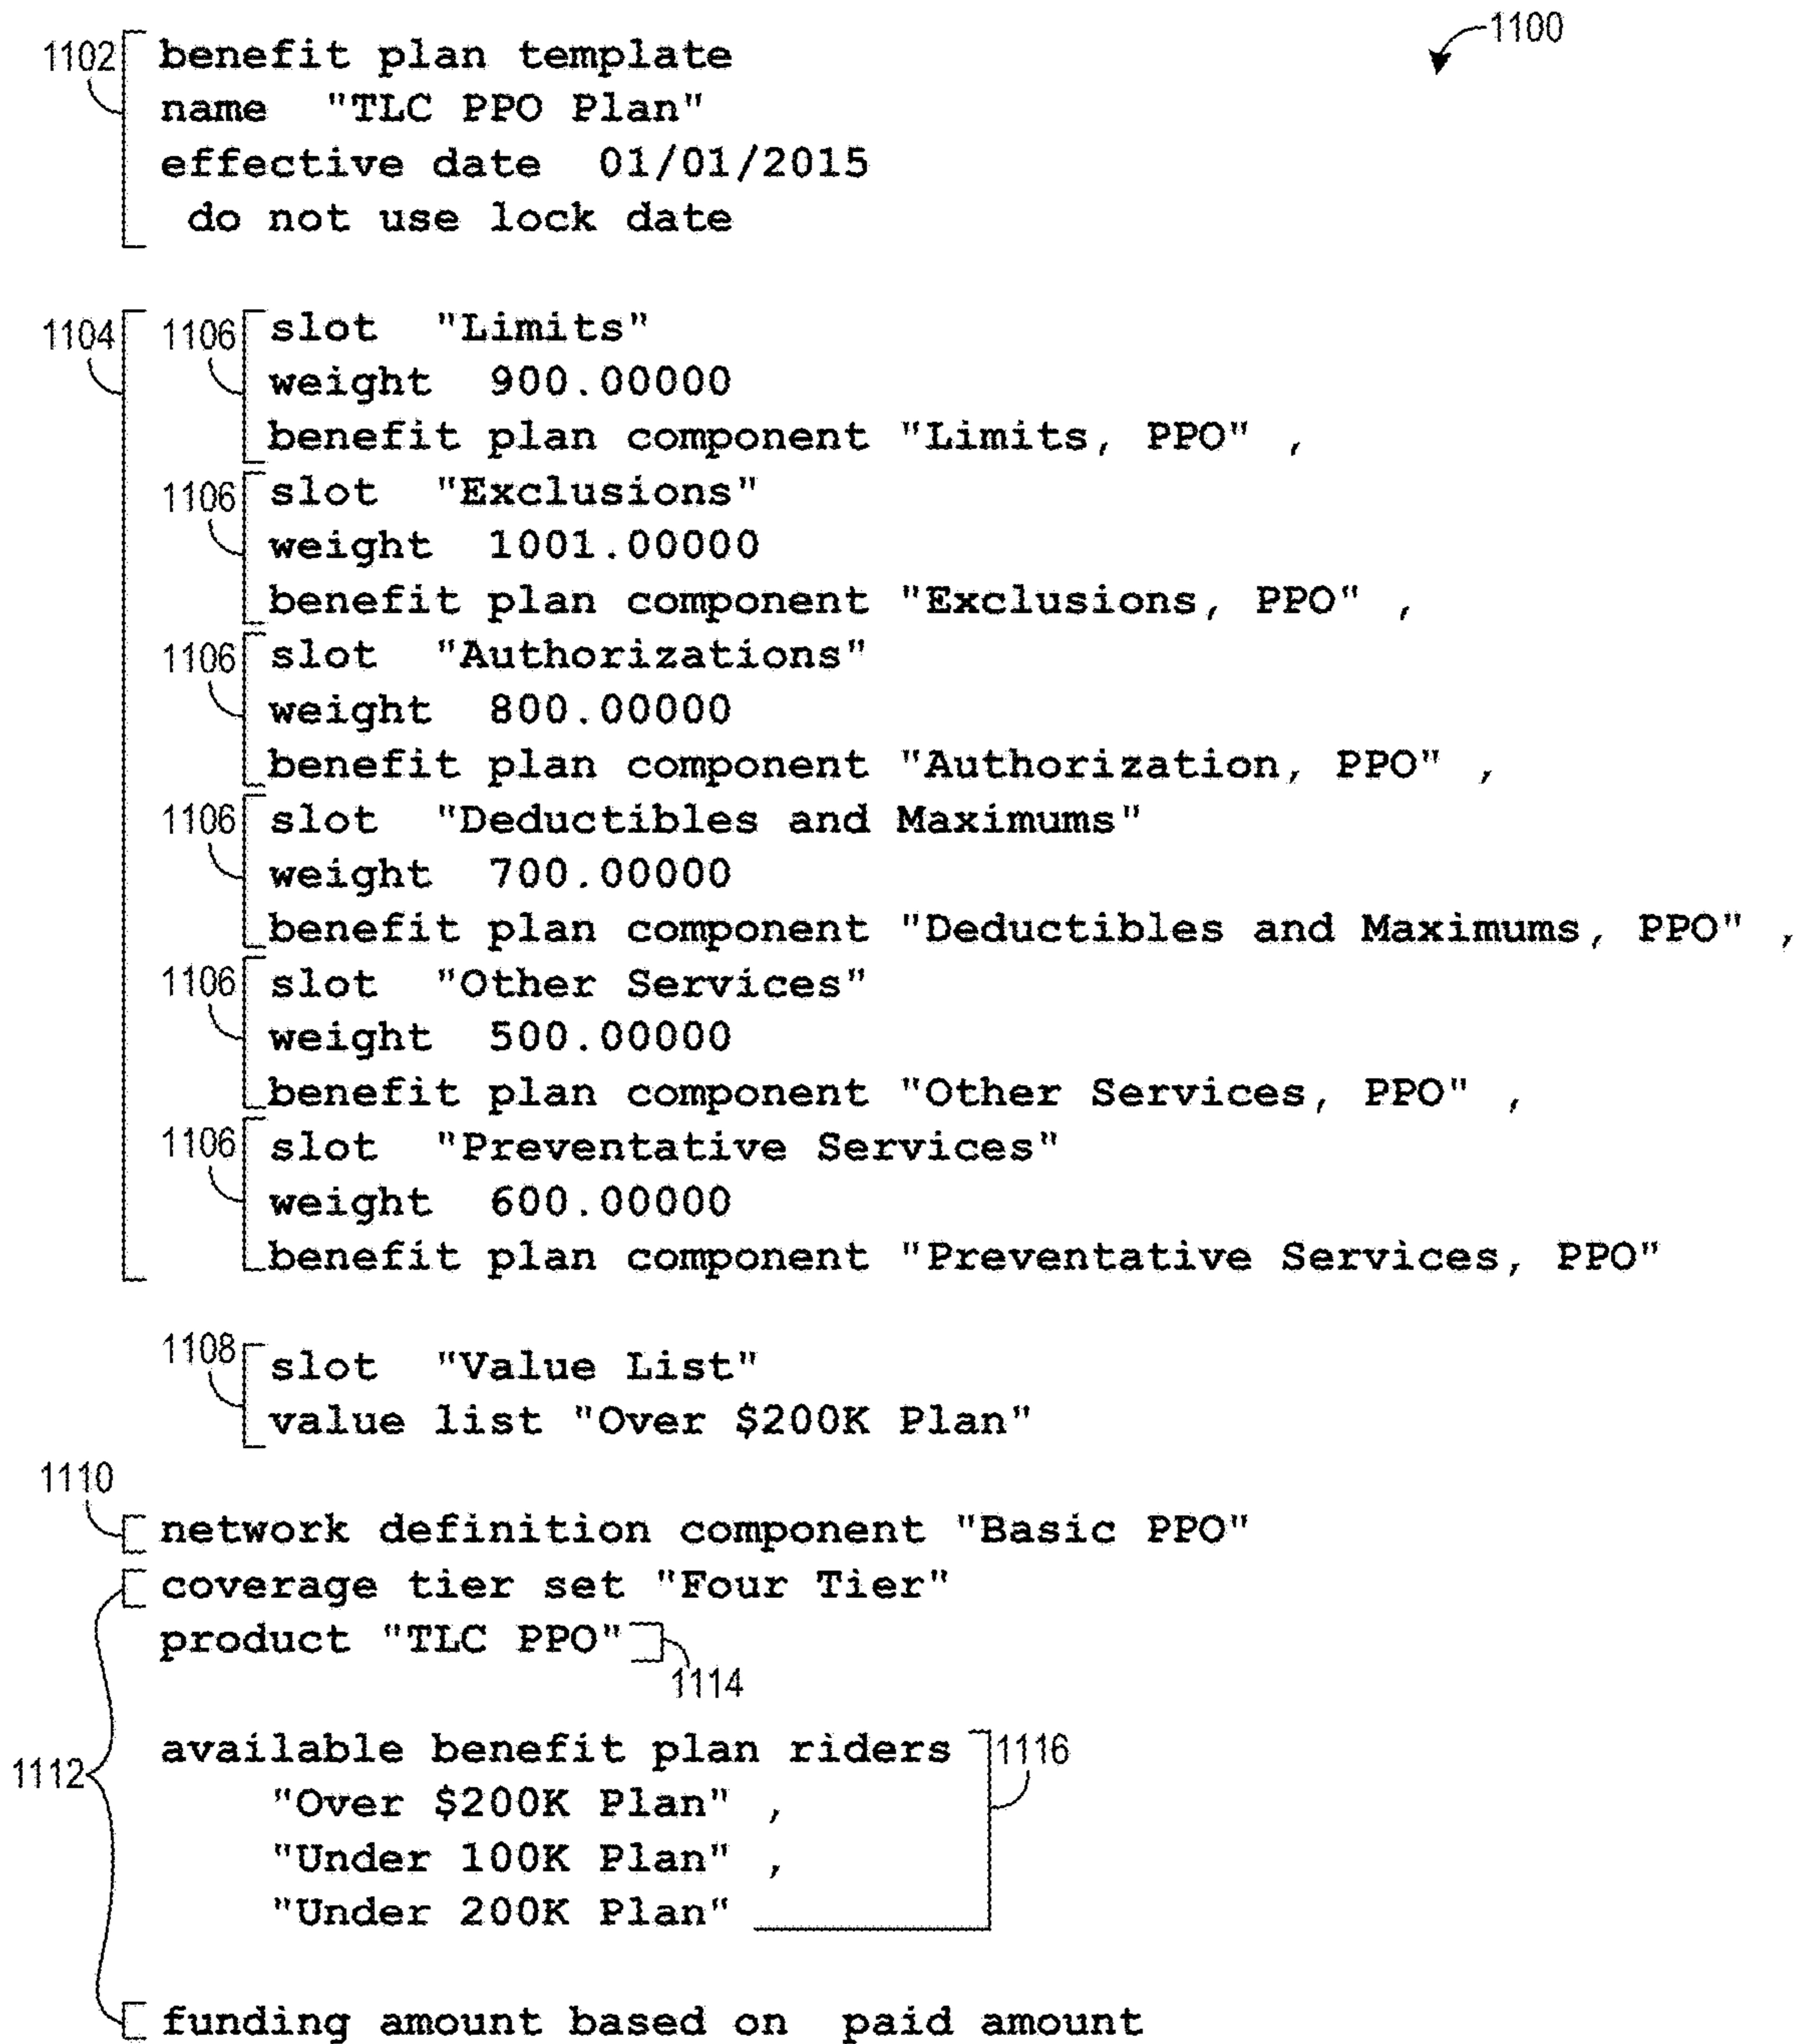 1100
1102 benefit plan template
name "TLC PPO Plan"
effective date 01/01/2015
do not use lock date
1104 1106 slot "Limits"
weight 900.00000
benefit plan component "Limits, PPO" ,
1106 slot "Exclusions"
weight 1001.00000
benefit plan component "Exclusions, PPO" ,
1106 slot "Authorizations"
weight 800.00000
benefit plan component "Authorization, PPO" ,
1106 slot "Deductibles and Maximums"
weight 700.00000
benefit plan component "Deductibles and Maximums, PPO" ,
1106 slot "Other Services"
weight 500.00000
benefit plan component "Other Services, PPO" ,
1106 slot "Preventative Services"
weight 600.00000
benefit plan component "Preventative Services, PPO"
1108 slot "Value List"
value list "Over $200K Plan"
1110
network definition component "Basic PPO"
coverage tier set "Four Tier"
product "TLC PPO"
1114
available benefit plan riders 1116
1112 "Over $200K Plan" ,
"Under 100K Plan" ,
"Under 200K Plan"
funding amount based on paid amount